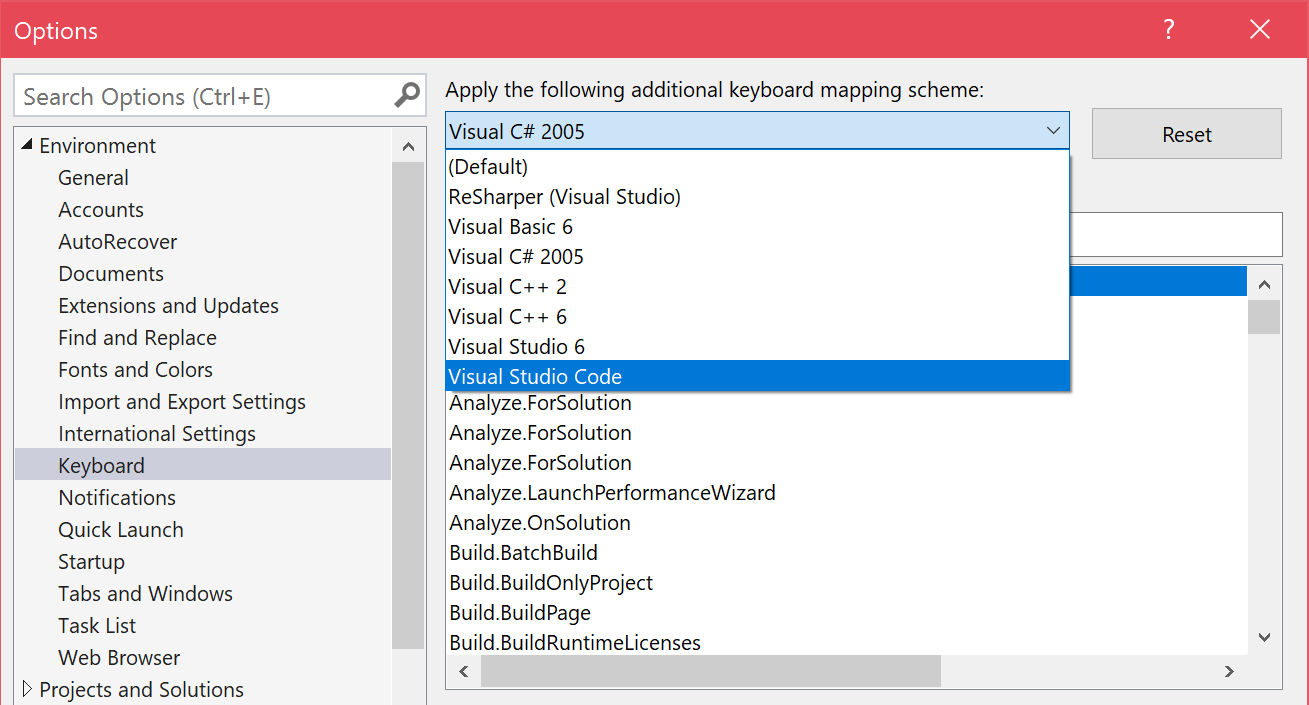 Options
?
Search Options (Ctrl+E)
Environment
General
Accounts
AutoRecover
Documents
Extensions and Updates
Find and Replace
Fonts and Colors
Import and Export Settings
International Settings
Keyboard
Notifications
Quick Launch
Startup
Tabs and Windows
Task List
Web Browser
Projects and Solutions
Apply the following additional keyboard mapping scheme:
Visual C# 2005
Reset
(Default)
ReSharper (Visual Studio)
Visual Basic 6
Visual C# 2005
Visual C++ 2
Visual C++ 6
Visual Studio 6
Visual Studio Code
Analyze.ForSolution
Analyze.ForSolution
Analyze.ForSolution
Analyze.LaunchPerformanceWizard
Analyze.OnSolution
Build.BatchBuild
Build.BuildOnlyProject
Build.BuildPage
Build.BuildRuntimeLicenses